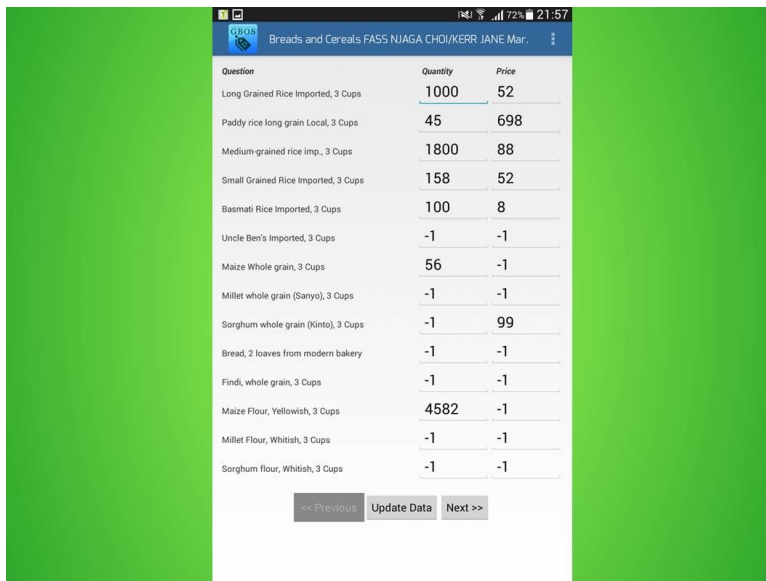 72% 21:57
GBOS
Breads and Cereals FASS NJAGA CHOI/KERR JANE Mar.
Question Quantity Price
Long Grained Rice Imported, 3 Cups 1000 52
Paddy rice long grain Local, 3 Cups 45 698
Medium-grained rice imp., 3 Cups 1800 88
Small Grained Rice Imported, 3 Cups 158 52
Basmati Rice Imported, 3 Cups 100 8
Uncle Ben's Imported, 3 Cups -1 -1
Maize Whole grain, 3 Cups 56 -1
Millet whole grain (Sanyo), 3 Cups -1 -1
Sorghum whole grain (Kinto), 3 Cups -1 99
Bread, 2 loaves from modern bakery -1 -1
Findi, whole grain, 3 Cups -1 -1
Maize Flour, Yellowish, 3 Cups 4582 -1
Millet Flour, Whitish, 3 Cups -1 -1
Sorghum flour, Whitish, 3 Cups -1 -1
<< Previous Update Data Next >>